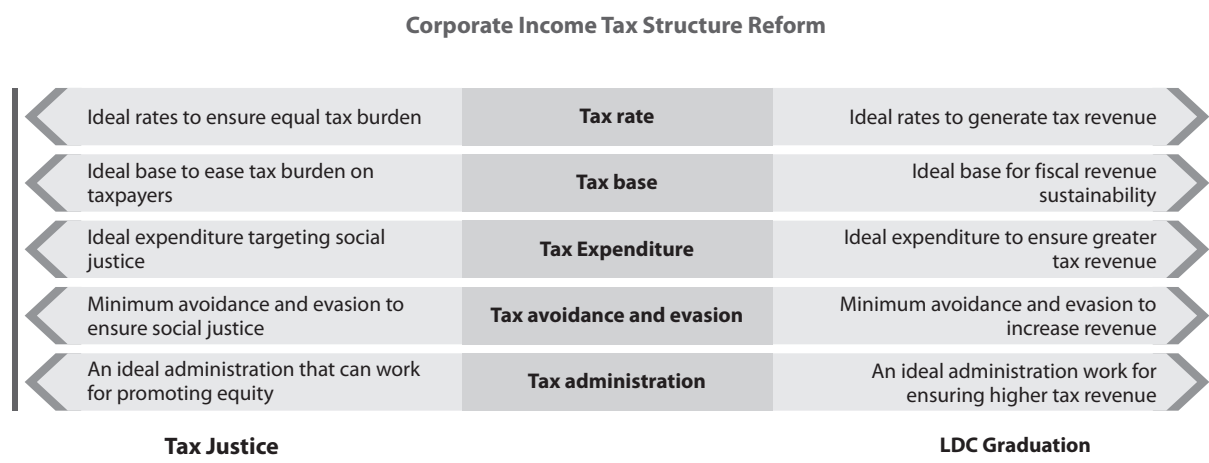 Corporate Income Tax Structure Reform
Ideal rates to ensure equal tax burden
Tax rate
Ideal rates to generate tax revenue
Ideal base to ease tax burden on
taxpayers
Tax base
Ideal base for fiscal revenue
sustainability
Ideal expenditure targeting social
justice
Tax Expenditure
Ideal expenditure to ensure greater
tax revenue
Minimum avoidance and evasion to
ensure social justice
Tax avoidance and evasion
Minimum avoidance and evasion to
increase revenue
An ideal administration that can work
for promoting equity
Tax administration
An ideal administration work for
ensuring higher tax revenue
Tax Justice
LDC Graduation